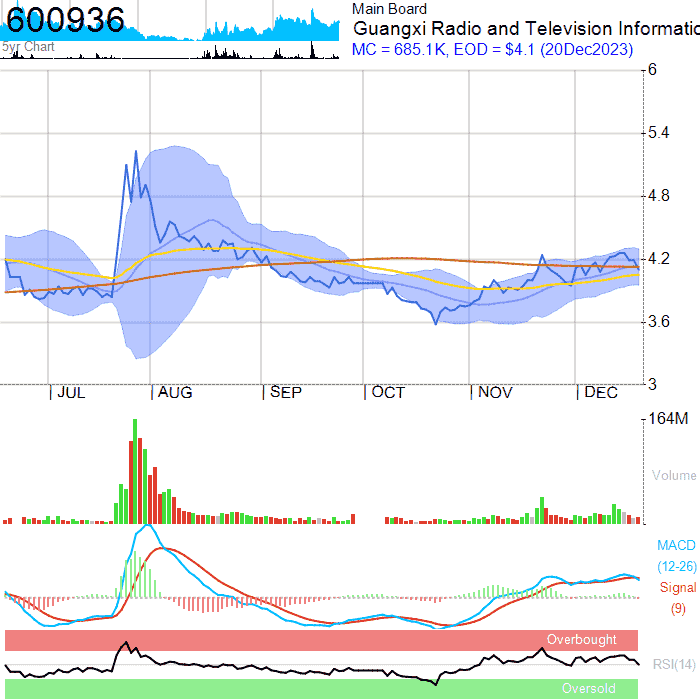 600936
5yr Chart
Main Board
Guangxi Radio and Television Informatic
MC = 685.1K, EOD = $4.1 (20Dec2023)
6
5.4
4.8
4.2
3.6
3
JUL AUG SEP OCT NOV DEC
164M
Volume
MACD
(12-26)
Signal
(9)
Overbought
RSI(14)
Oversold